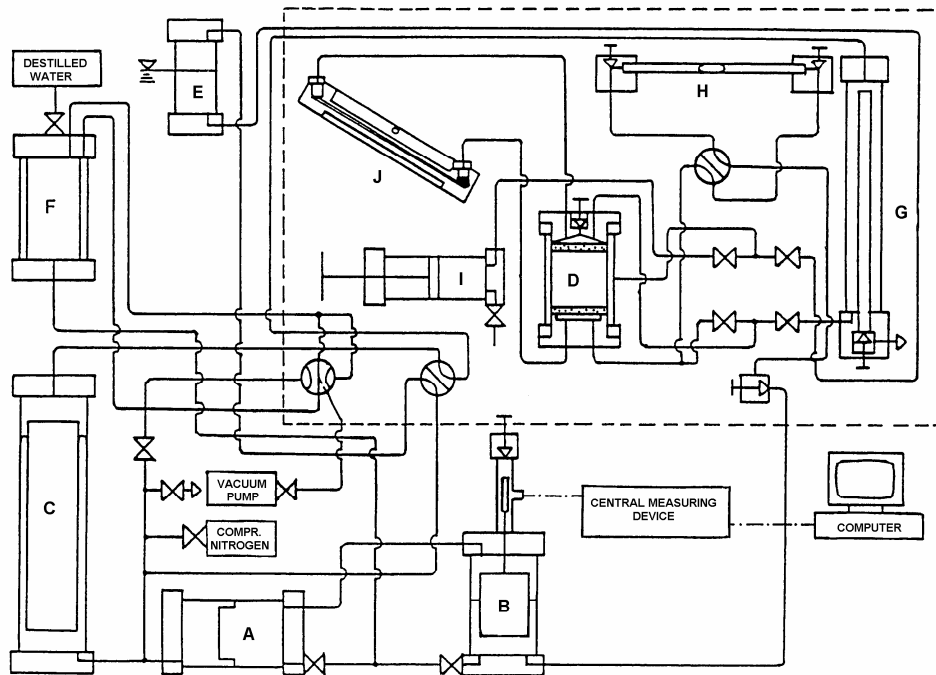 DESTILLED
WATER
E
H
J
F
G
D
I
C
VACUUM
PUMP
CENTRAL MEASURING
DEVICE
COMPUTER
COMPR.
NITROGEN
B
A